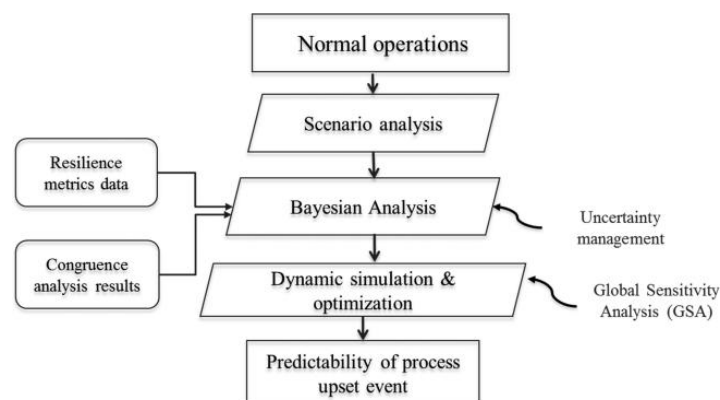 Normal operations
Scenario analysis
Resilience
metrics data
Bayesian Analysis
Uncertainty
management
Congruence
analysis results
Dynamic simulation &
optimization
Global Sensitivity
Analysis (GSA)
Predictability of process
upset event